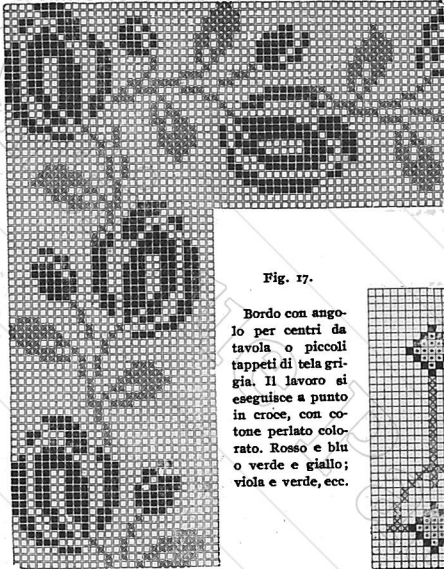 Fig. 17.
Bordo con ango-
lo per centri da
tavola o piccoli
tappeti di tela gri-
gia. Il lavoro si
eseguisce a punto
in croce, con co-
tone perlato colo-
rato. Rosso e blu
o verde e giallo;
viola e verde, ecc.